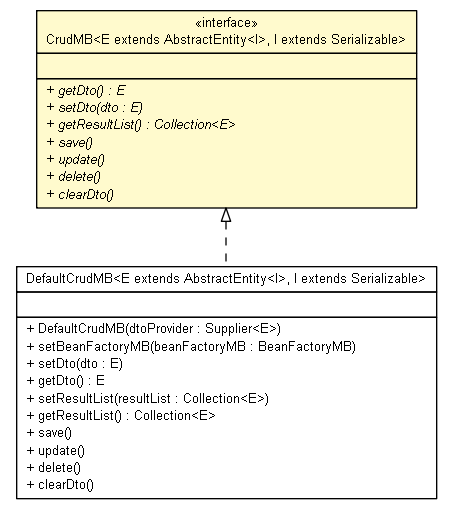 «interface»
CrudMB<E extends AbstractEntity<I>, I extends Serializable>
+ getDto() : E
+ setDto(dto : E)
+ getResultList() : Collection<E>
+ save()
+ update()
+ delete()
+ clearDto()
DefaultCrudMB<E extends AbstractEntity<I>, I extends Serializable>
+ DefaultCrudMB(dtoProvider : Supplier<E>)
+ setBeanFactoryMB(beanFactoryMB : BeanFactoryMB)
+ setDto(dto : E)
+ getDto() : E
+ setResultList(resultList : Collection<E>)
+ getResultList() : Collection<E>
+ save()
+ update()
+ delete()
+ clearDto()